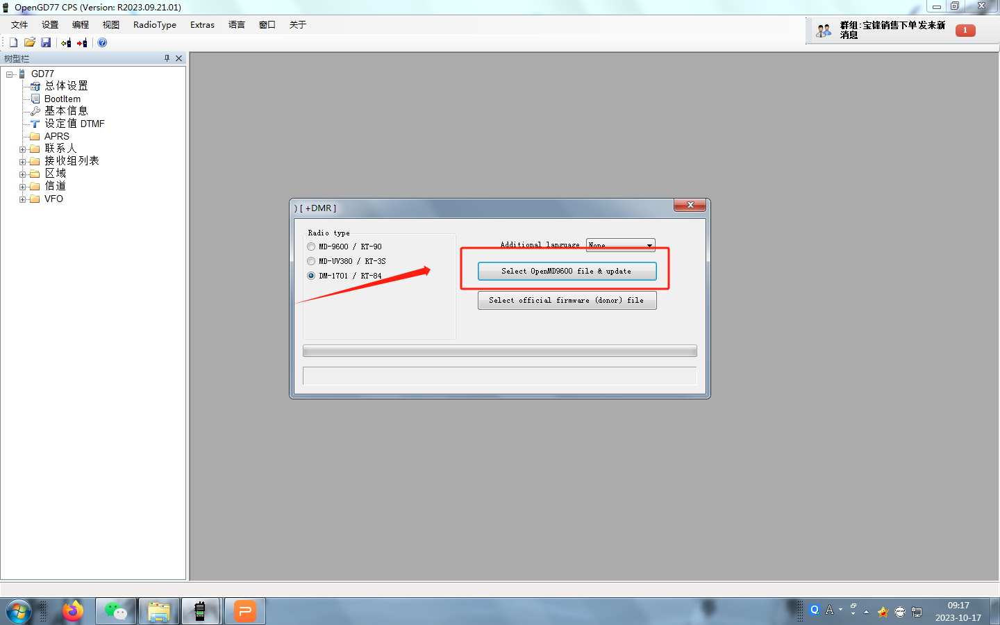 OpenGD77 CPS (Version: R2023.09.21.01)
文件 设置 编程 视图 RadioType Extras 语言 窗口 关于
群组:宝锋销售下单发来新
消息
1
树型栏
GD77
总体设置
BootItem
基本信息
设定值 DTMF
APRS
联系人
接收组列表
区域
信道
VFO
) [ +DMR ]
Radio type
MD-9600 / RT-90
MD-UV380 / RT-3S
DM-1701 / RT-84
Additional language None
Select OpenMD9600 file & update
Select official firmware (donor) file
A
09:17
2023-10-17